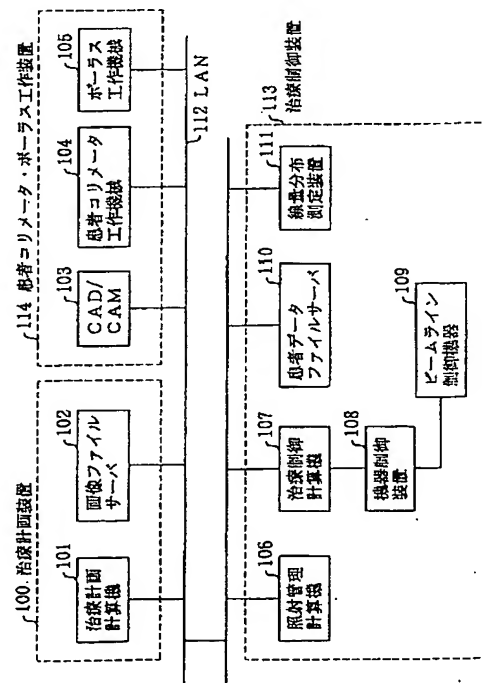 100 治療計画装置
101
治療計画
計算機
102
画像ファイル
サーバ
114 患者コリメータ・ボーラス工作装置
103
CAD/
CAM
104
患者コリメータ
工作機械
105
ボーラス
工作機械
112 LAN
106
照射管理
計算機
107
治療制御
計算機
108
機器制御
装置
109
ビームライン
制御機器
110
患者データ
ファイルサーバ
111
線量分布
測定装置
113
治療制御装置